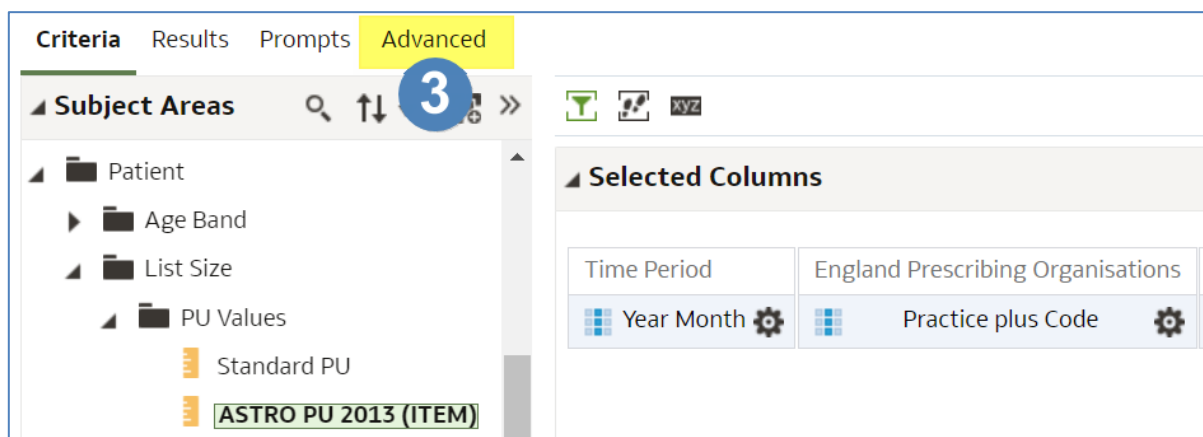 Criteria Results Prompts Advanced
3
Subject Areas
xyz
Patient
Age Band
List Size
PU Values
Standard PU
ASTRO PU 2013 (ITEM)
Selected Columns
Time Period England Prescribing Organisations
Year Month Practice plus Code